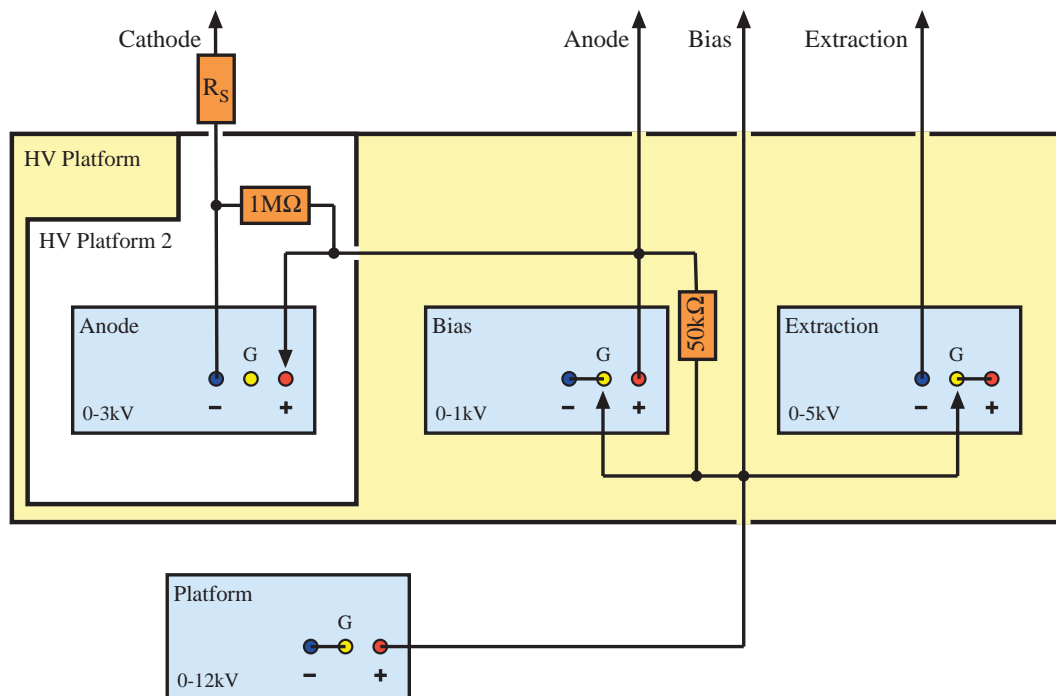 Cathode
Anode
Bias
Extraction
R_S
HV Platform
1MΩ
HV Platform 2
50kΩ
Anode
G
− +
0-3kV
Bias
G
− +
0-1kV
Extraction
G
− +
0-5kV
Platform
G
− +
0-12kV